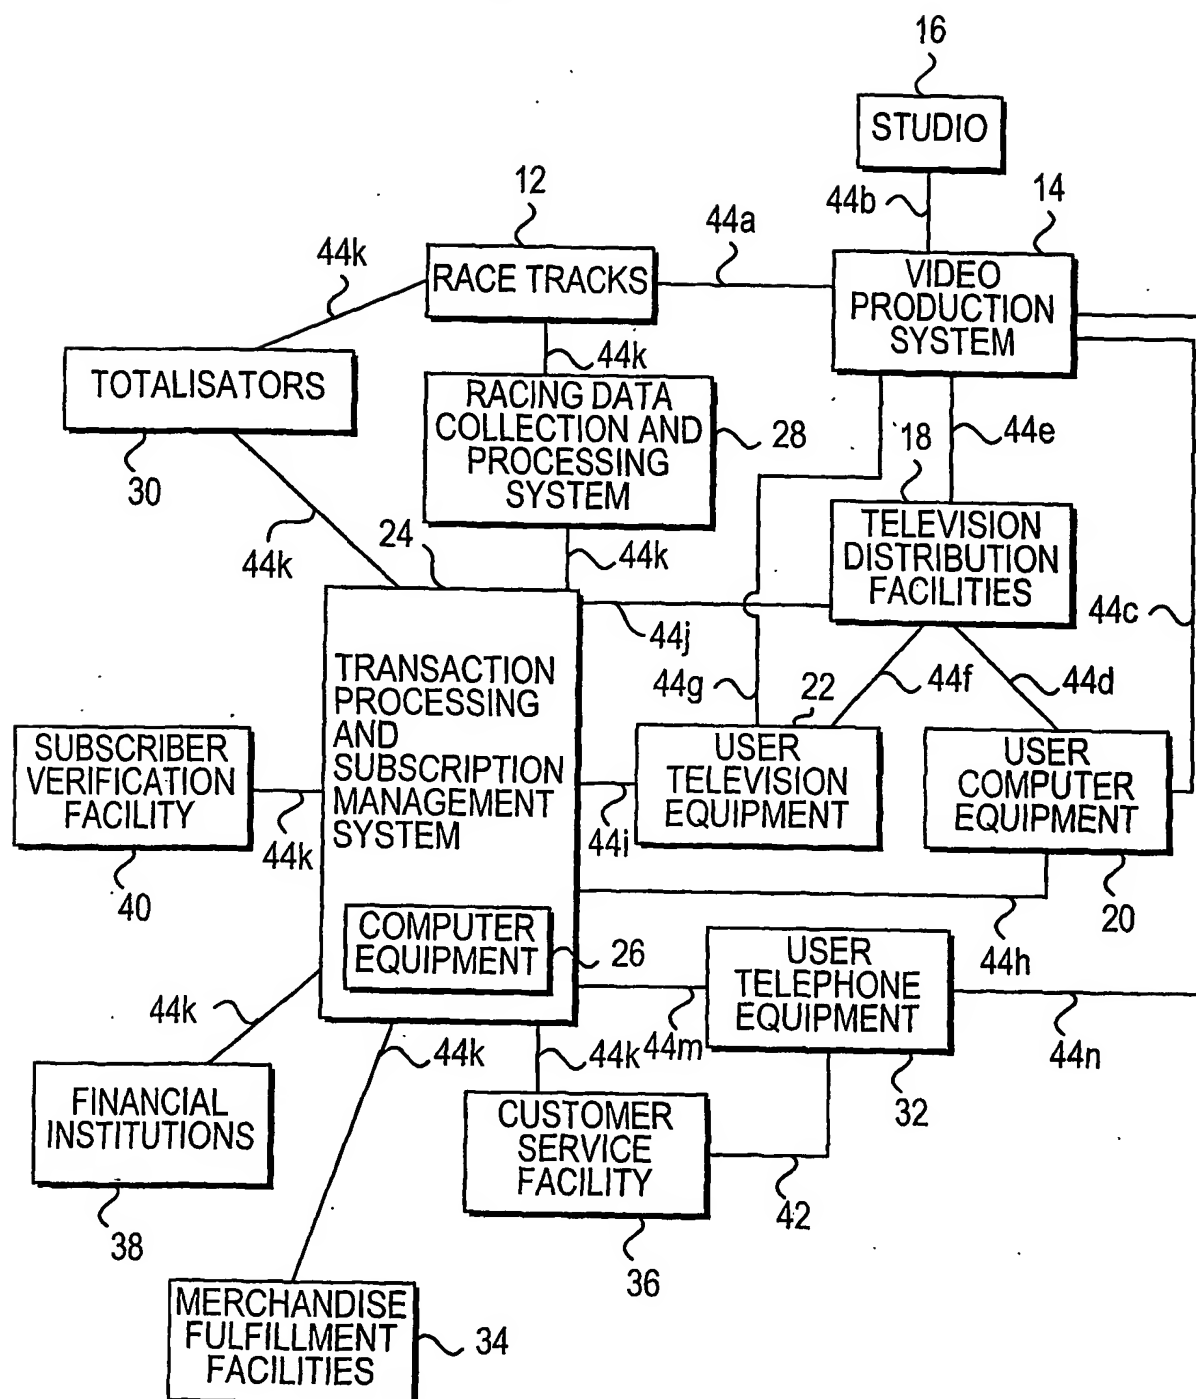 16
STUDIO
12
44a
44b
14
44k
RACE TRACKS
VIDEO
PRODUCTION
SYSTEM
TOTALISATORS
44k
30
RACING DATA
COLLECTION AND
PROCESSING
SYSTEM
28
18
44e
44k
24
44k
TELEVISION
DISTRIBUTION
FACILITIES
44c
44j
TRANSACTION
PROCESSING
AND
SUBSCRIPTION
MANAGEMENT
SYSTEM
44g
22
44f
44d
SUBSCRIBER
VERIFICATION
FACILITY
44k
40
44i
USER
TELEVISION
EQUIPMENT
USER
COMPUTER
EQUIPMENT
20
44h
COMPUTER
EQUIPMENT
26
USER
TELEPHONE
EQUIPMENT
44k
44k
44k
44m
44n
32
FINANCIAL
INSTITUTIONS
38
CUSTOMER
SERVICE
FACILITY
42
36
MERCHANDISE
FULFILLMENT
FACILITIES
34